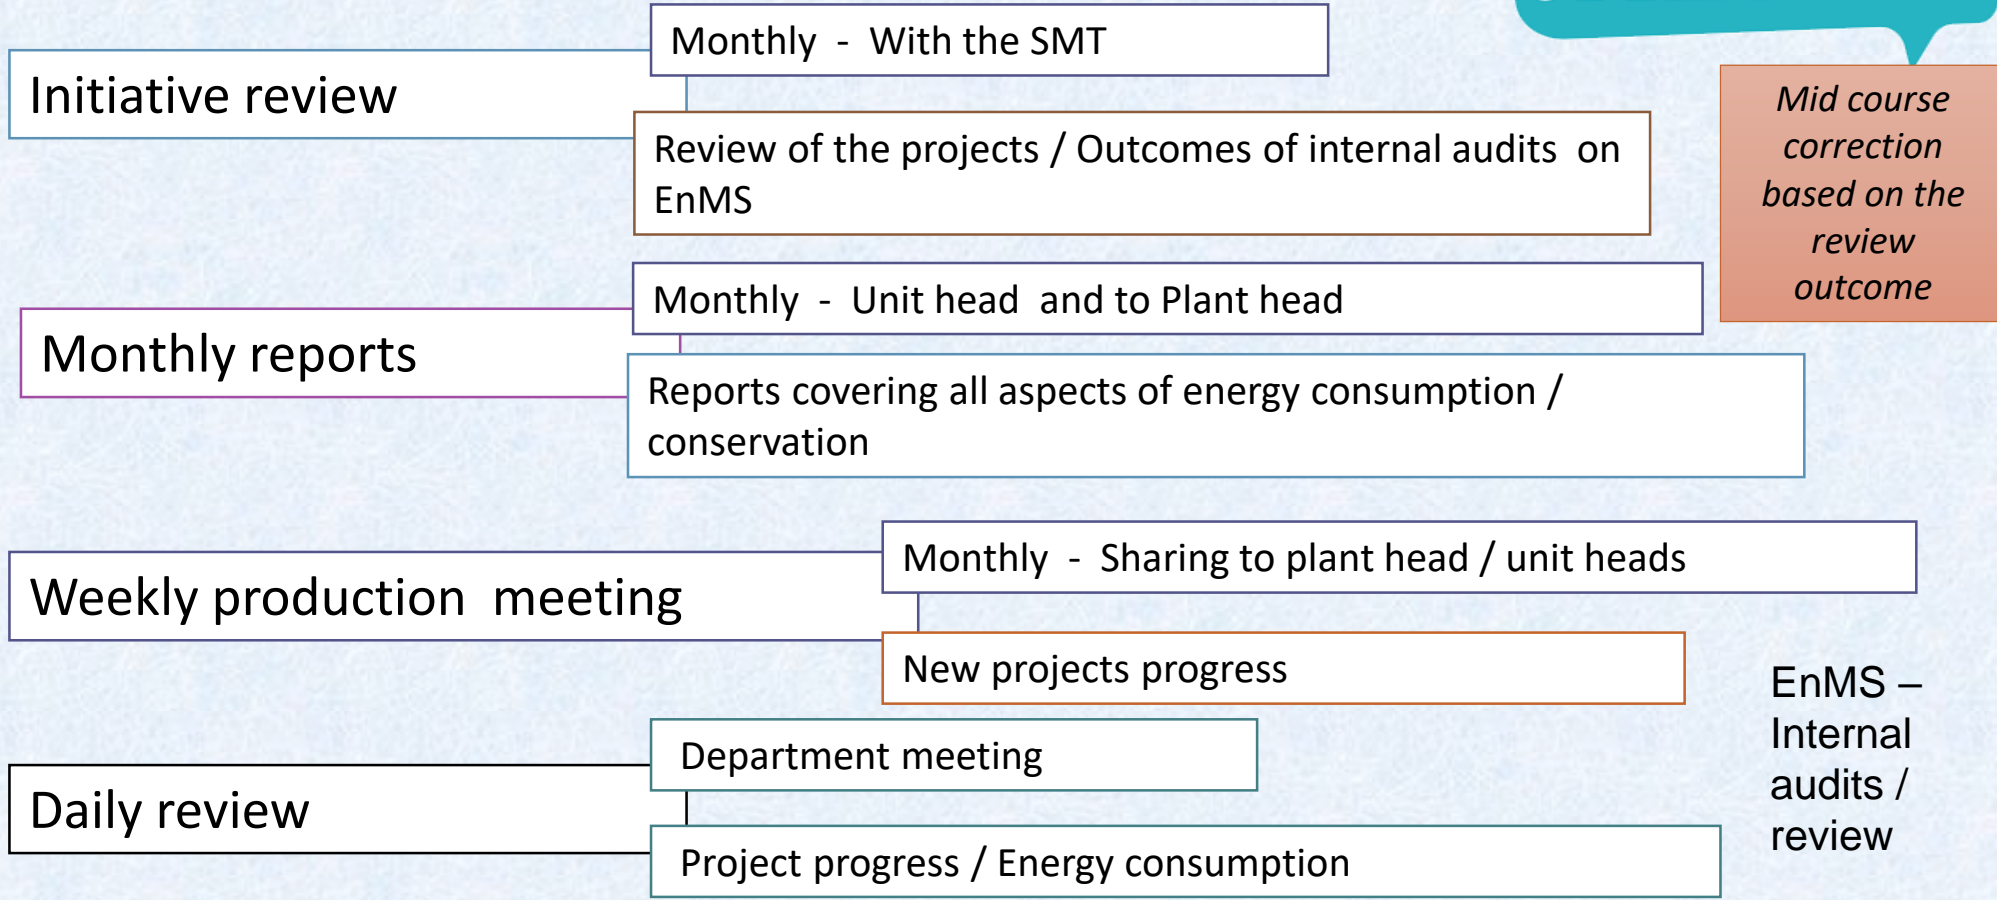 Monthly - With the SMT
Initiative review
Review of the projects / Outcomes of internal audits on
EnMS
Mid course
correction
based on the
review
outcome
Monthly - Unit head and to Plant head
Monthly reports
Reports covering all aspects of energy consumption /
conservation
Monthly - Sharing to plant head / unit heads
Weekly production meeting
New projects progress
Department meeting
Daily review
Project progress / Energy consumption
EnMS –
Internal
audits /
review